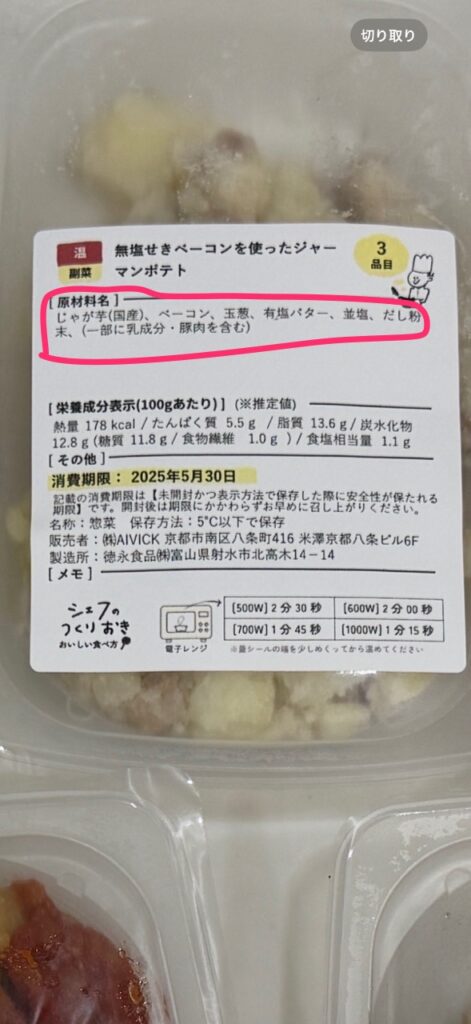 切り取り
温
副菜
無塩せきベーコンを使ったジャー
マンポテト
3
品目
[ 原材料名 ]
じゃが芋(国産)、ベーコン、玉葱、有塩バター、並塩、だし粉
末、(一部に乳成分・豚肉を含む)
[ 栄養成分表示(100gあたり) ] (※推定値)
熱量 178 kcal / たんぱく質 5.5 g / 脂質 13.6 g / 炭水化物
12.8 g ( 糖質 11.8 g / 食物繊維 1.0 g ) / 食塩相当量 1.1 g
[ その他 ]
消費期限： 2025年5月30日
記載の消費期限は【未開封かつ表示方法で保存した際に安全性が保たれる
期限】です。開封後は期限にかかわらずお早めに召し上がりください。
名称：惣菜 保存方法：5℃以下で保存
販売者：㈱AIVICK 京都市南区八条町416 米澤京都八条ビル6F
製造所：徳永食品㈱富山県射水市北高木14－14
[ メモ ]
シェフの
つくりおき
おいしい食べ方
電子レンジ
[500W] 2 分 30 秒
[600W] 2 分 00 秒
[700W] 1 分 45 秒
[1000W] 1 分 15 秒
※蓋シールの端を少しめくってから温めてください